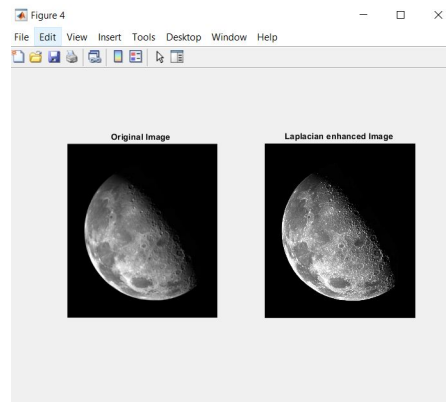 Figure 4
File Edit View Insert Tools Desktop Window Help
Original Image
Laplacian enhanced Image